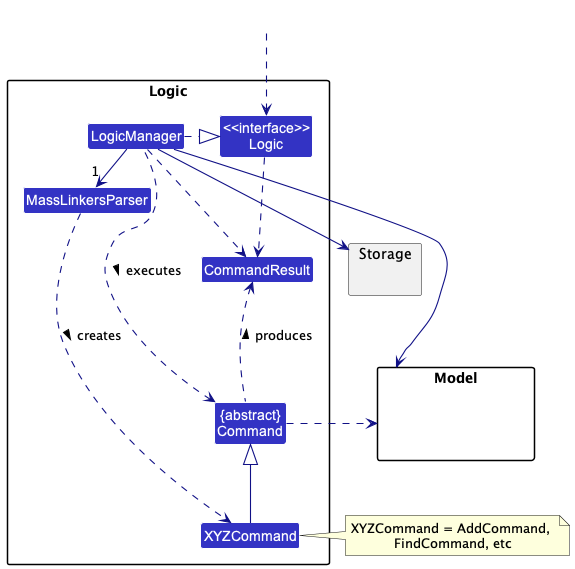 Logic
LogicManager
<<interface>>
Logic
1
MassLinkersParser
Storage
CommandResult
executes
creates
produces
Model
{abstract}
Command
XYZCommand
XYZCommand = AddCommand,
FindCommand, etc